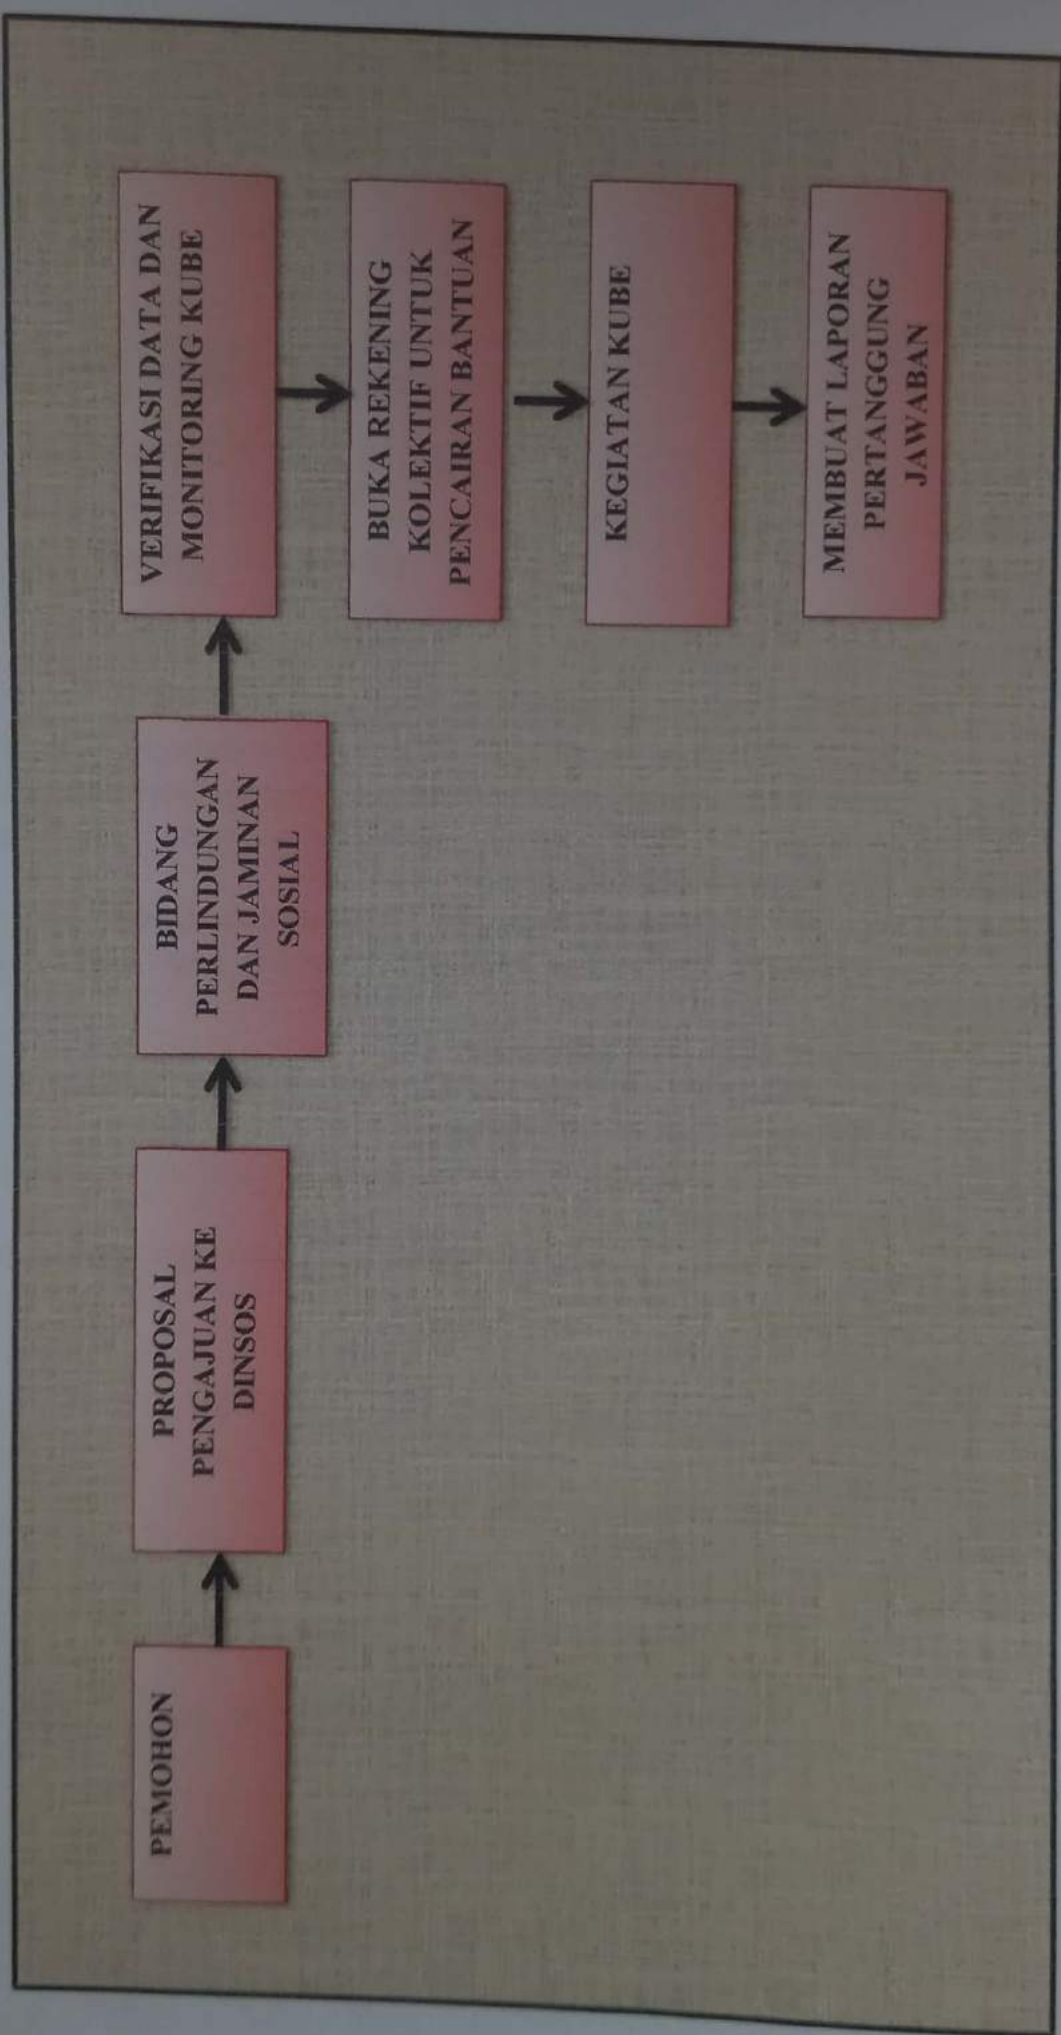 PEMOHON
PROPOSAL
PENGAJUAN KE
DINSOS
BIDANG
PERLINDUNGAN
DAN JAMINAN
SOSIAL
VERIFIKASI DATA DAN
MONITORING KUBE
BUKA REKENING
KOLEKTIF UNTUK
PENCAIRAN BANTUAN
KEGIATAN KUBE
MEMBUAT LAPORAN
PERTANGGUNG
JAWABAN